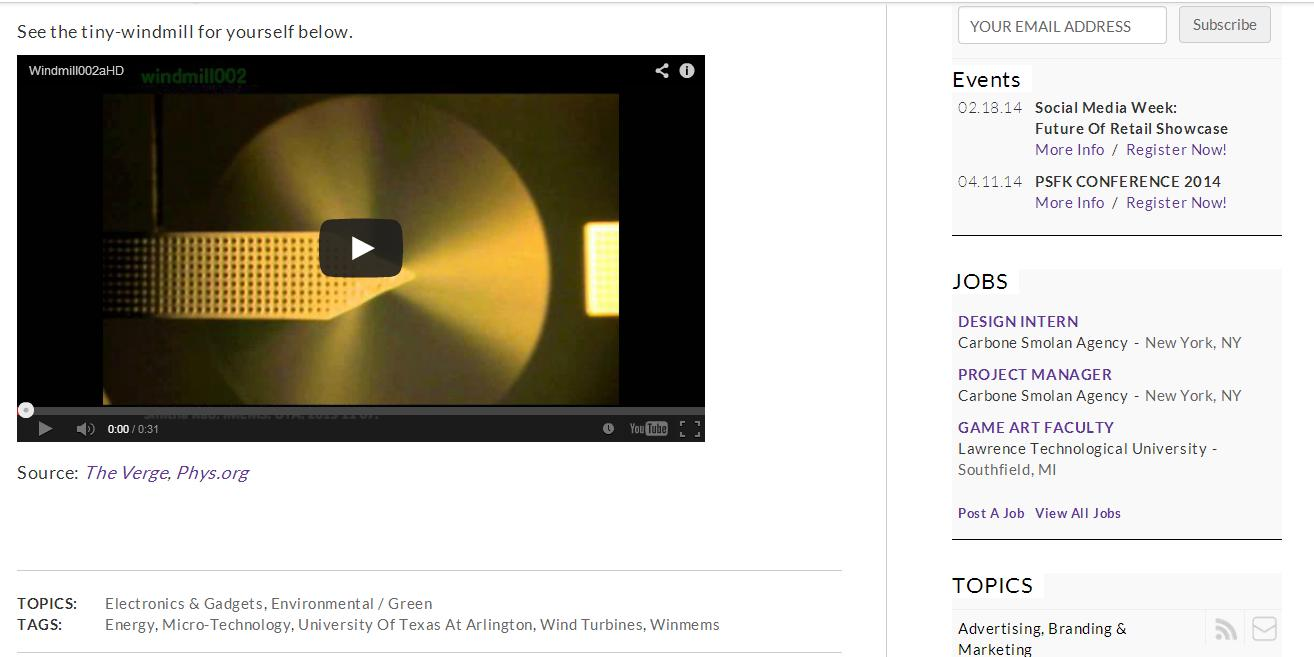 See the tiny-windmill for yourself below.
Windmill002aHD
windmill002
0:00 / 0:31
YouTube
Source: The Verge, Phys.org
TOPICS: Electronics & Gadgets, Environmental / Green
TAGS: Energy, Micro-Technology, University Of Texas At Arlington, Wind Turbines, Winmems
YOUR EMAIL ADDRESS
Subscribe
Events
02.18.14 Social Media Week:
Future Of Retail Showcase
More Info / Register Now!
04.11.14 PSFK CONFERENCE 2014
More Info / Register Now!
JOBS
DESIGN INTERN
Carbone Smolan Agency - New York, NY
PROJECT MANAGER
Carbone Smolan Agency - New York, NY
GAME ART FACULTY
Lawrence Technological University -
Southfield, MI
Post A Job View All Jobs
TOPICS
Advertising, Branding &
Marketing